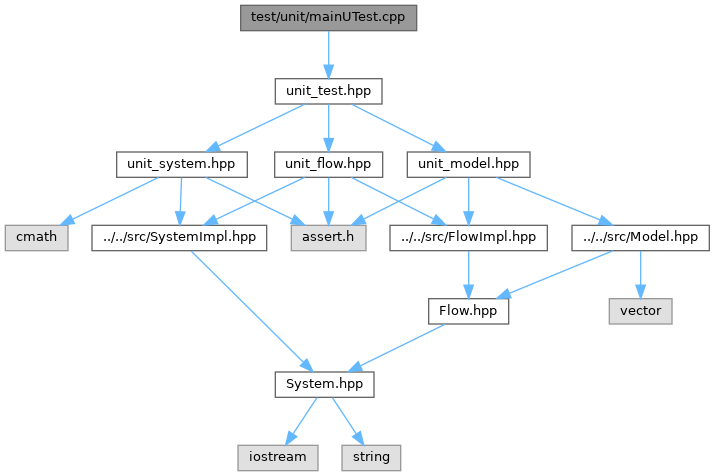 test/unit/mainUTest.cpp
unit_test.hpp
unit_system.hpp
unit_flow.hpp
unit_model.hpp
cmath
../../src/SystemImpl.hpp
assert.h
../../src/FlowImpl.hpp
../../src/Model.hpp
Flow.hpp
vector
System.hpp
iostream
string